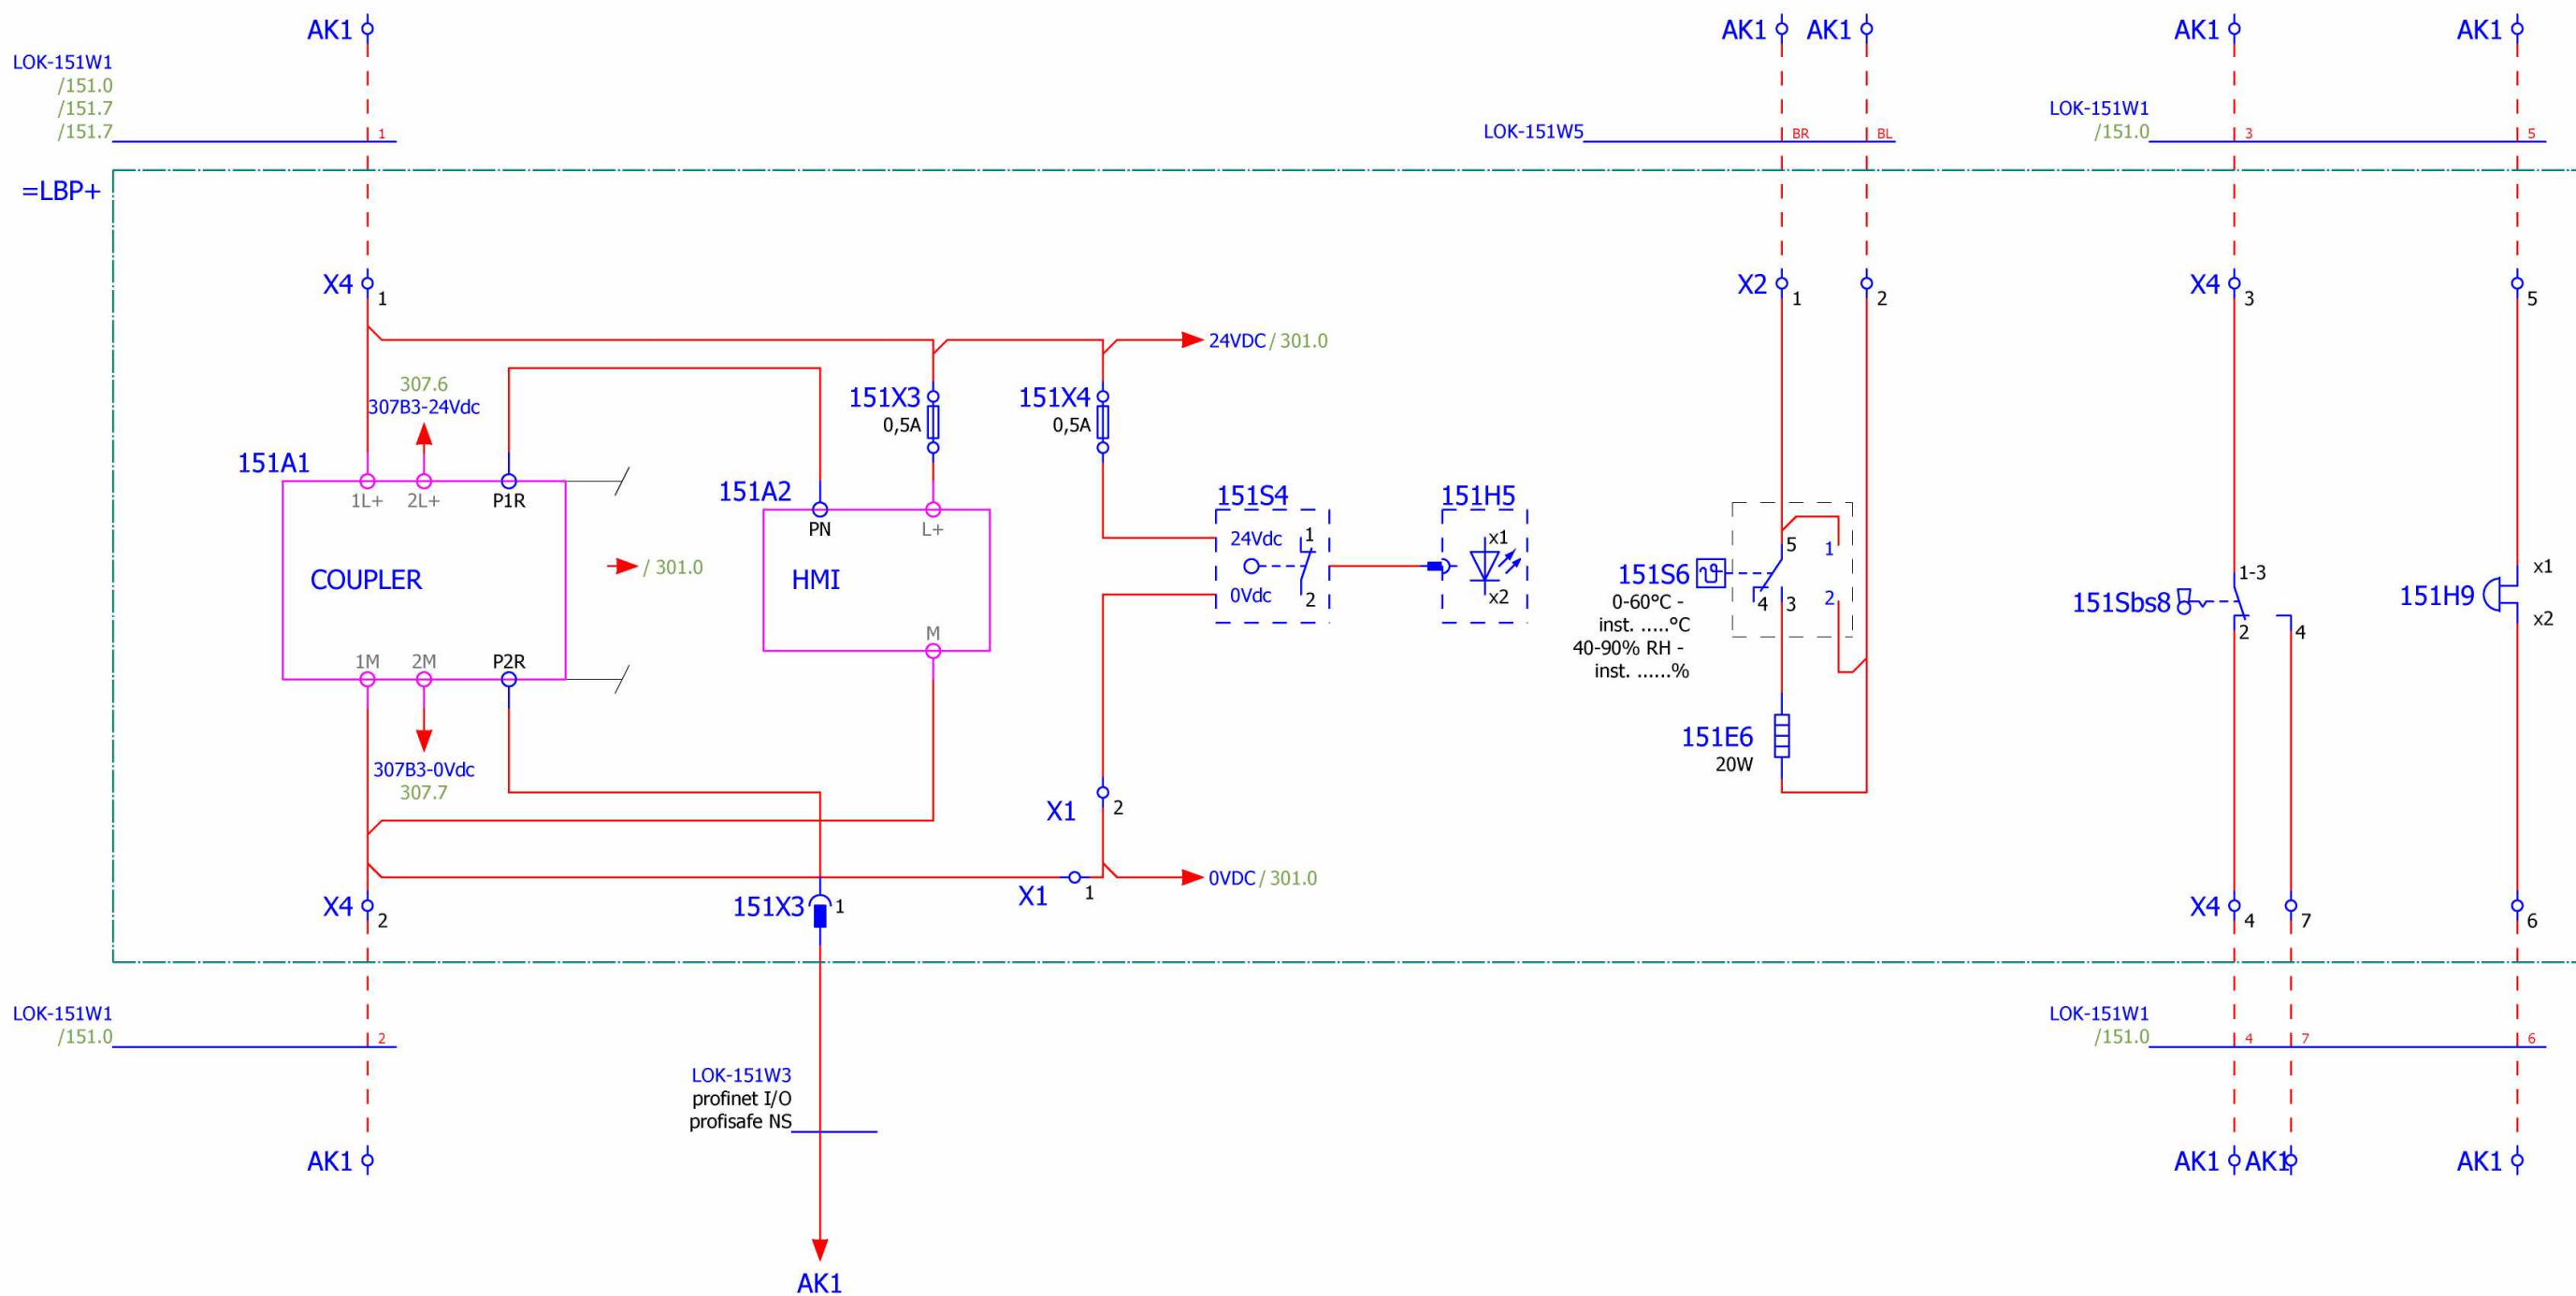 AK1
AK1 AK1
AK1
AK1
LOK-151W1
/151.0
/151.7
/151.7
1
LOK-151W5
BR
BL
LOK-151W1
/151.0
3
5
=LBP+
X4
1
X2
1
2
X4
3
5
24VDC / 301.0
307.6
307B3-24Vdc
151X3
0,5A
151X4
0,5A
151A1
1L+
2L+
P1R
COUPLER
1M
2M
P2R
/ 301.0
151A2
PN
L+
HMI
M
151S4
24Vdc
0Vdc
1
2
151H5
x1
x2
151S6
0-60°C -
inst. .....°C
40-90% RH -
inst. ......%
5
4
3
1
2
151E6
20W
151Sbs8
1-3
2
4
151H9
x1
x2
307B3-0Vdc
307.7
X1
2
X1
1
0VDC / 301.0
X4
2
151X3
1
X4
4
7
6
LOK-151W1
/151.0
2
LOK-151W1
/151.0
4
7
6
LOK-151W3
profinet I/O
profisafe NS
AK1
AK1 AK1
AK1
AK1